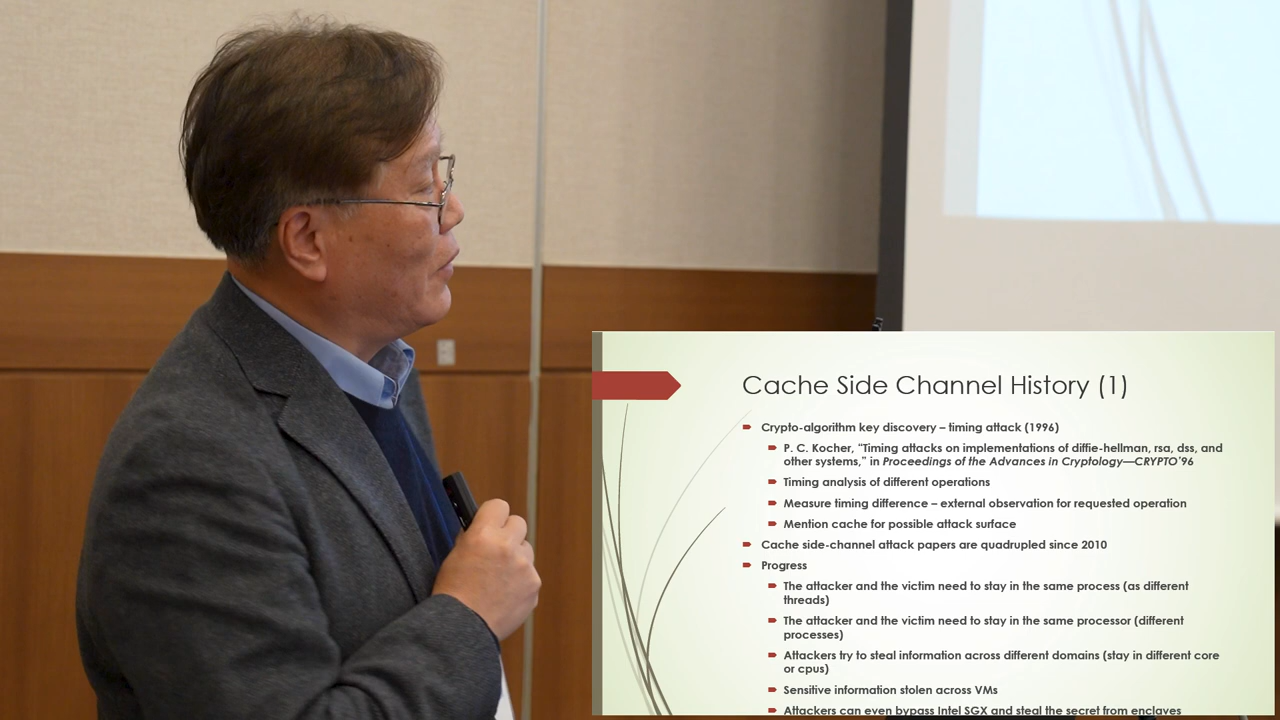 Cache Side Channel History (1)
Crypto-algorithm key discovery – timing attack (1996)
P. C. Kocher, "Timing attacks on implementations of diffie-hellman, rsa, dss, and
other systems," in Proceedings of the Advances in Cryptology—CRYPTO'96
Timing analysis of different operations
Measure timing difference – external observation for requested operation
Mention cache for possible attack surface
Cache side-channel attack papers are quadrupled since 2010
Progress
The attacker and the victim need to stay in the same process (as different
threads)
The attacker and the victim need to stay in the same processor (different
processes)
Attackers try to steal information across different domains (stay in different core
or cpus)
Sensitive information stolen across VMs
Attackers can even bypass Intel SGX and steal the secret from enclaves